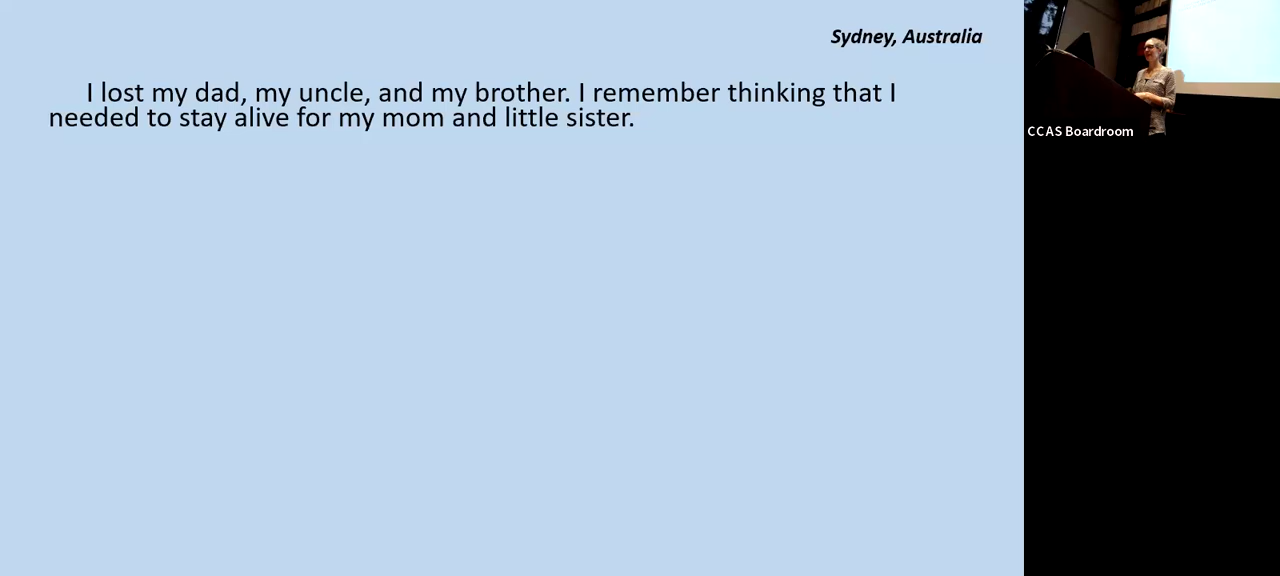 Sydney, Australia
I lost my dad, my uncle, and my brother. I remember thinking that I
needed to stay alive for my mom and little sister.
CCAS Boardroom